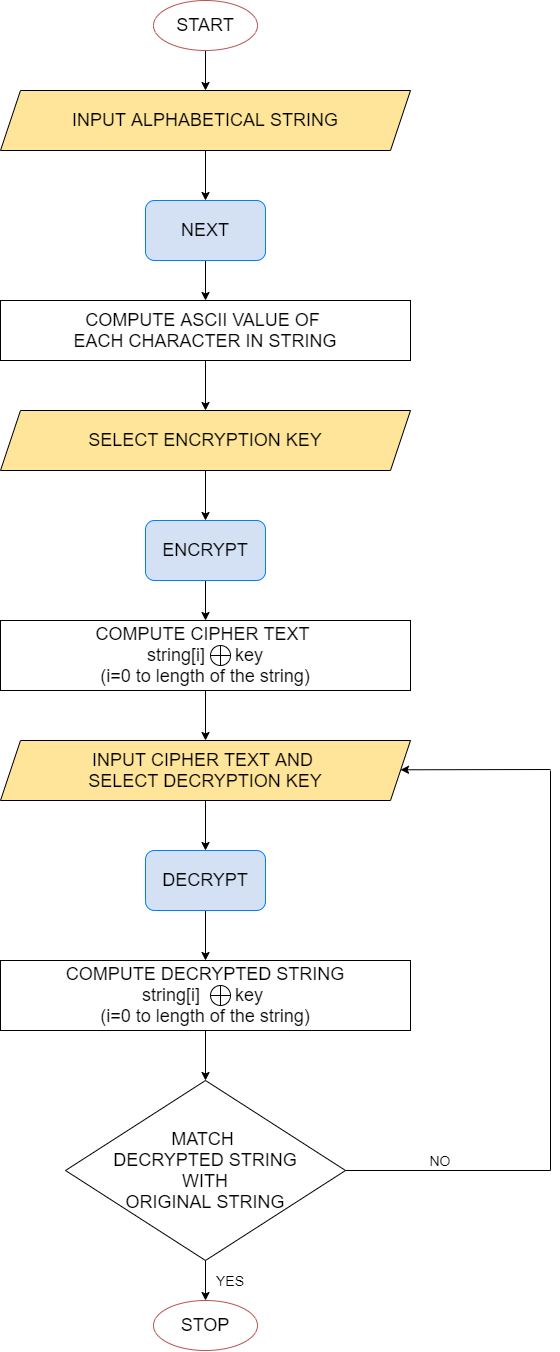 START
INPUT ALPHABETICAL STRING
NEXT
COMPUTE ASCII VALUE OF
EACH CHARACTER IN STRING
SELECT ENCRYPTION KEY
ENCRYPT
COMPUTE CIPHER TEXT
string[i] ⊕ key
(i=0 to length of the string)
INPUT CIPHER TEXT AND
SELECT DECRYPTION KEY
DECRYPT
COMPUTE DECRYPTED STRING
string[i] ⊕ key
(i=0 to length of the string)
MATCH
DECRYPTED STRING
WITH
ORIGINAL STRING
NO
YES
STOP